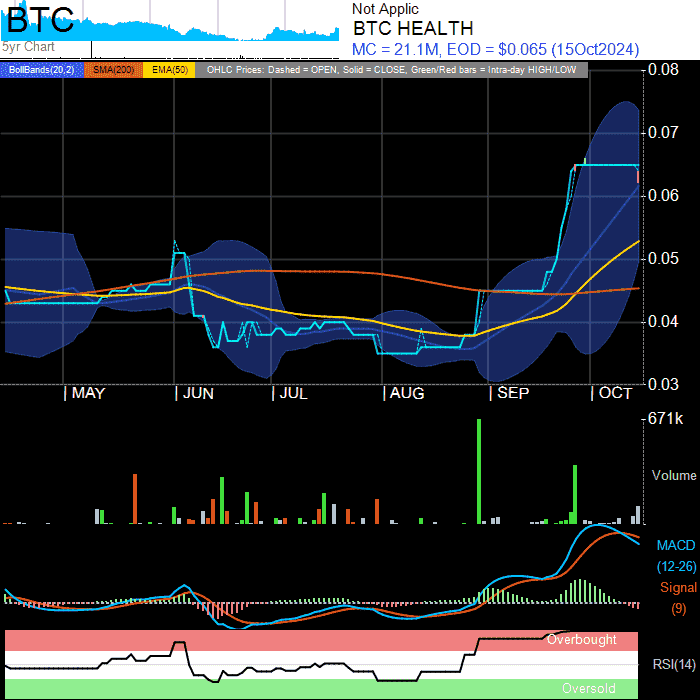 BTC
5yr Chart
Not Applic
BTC HEALTH
MC = 21.1M, EOD = $0.065 (15Oct2024)
BollBands(20,2) SMA(200) EMA(50) OHLC Prices: Dashed = OPEN, Solid = CLOSE, Green/Red bars = Intra-day HIGH/LOW
0.08
0.07
0.06
0.05
0.04
0.03
MAY JUN JUL AUG SEP OCT
671k
Volume
MACD
(12-26)
Signal
(9)
Overbought
RSI(14)
Oversold